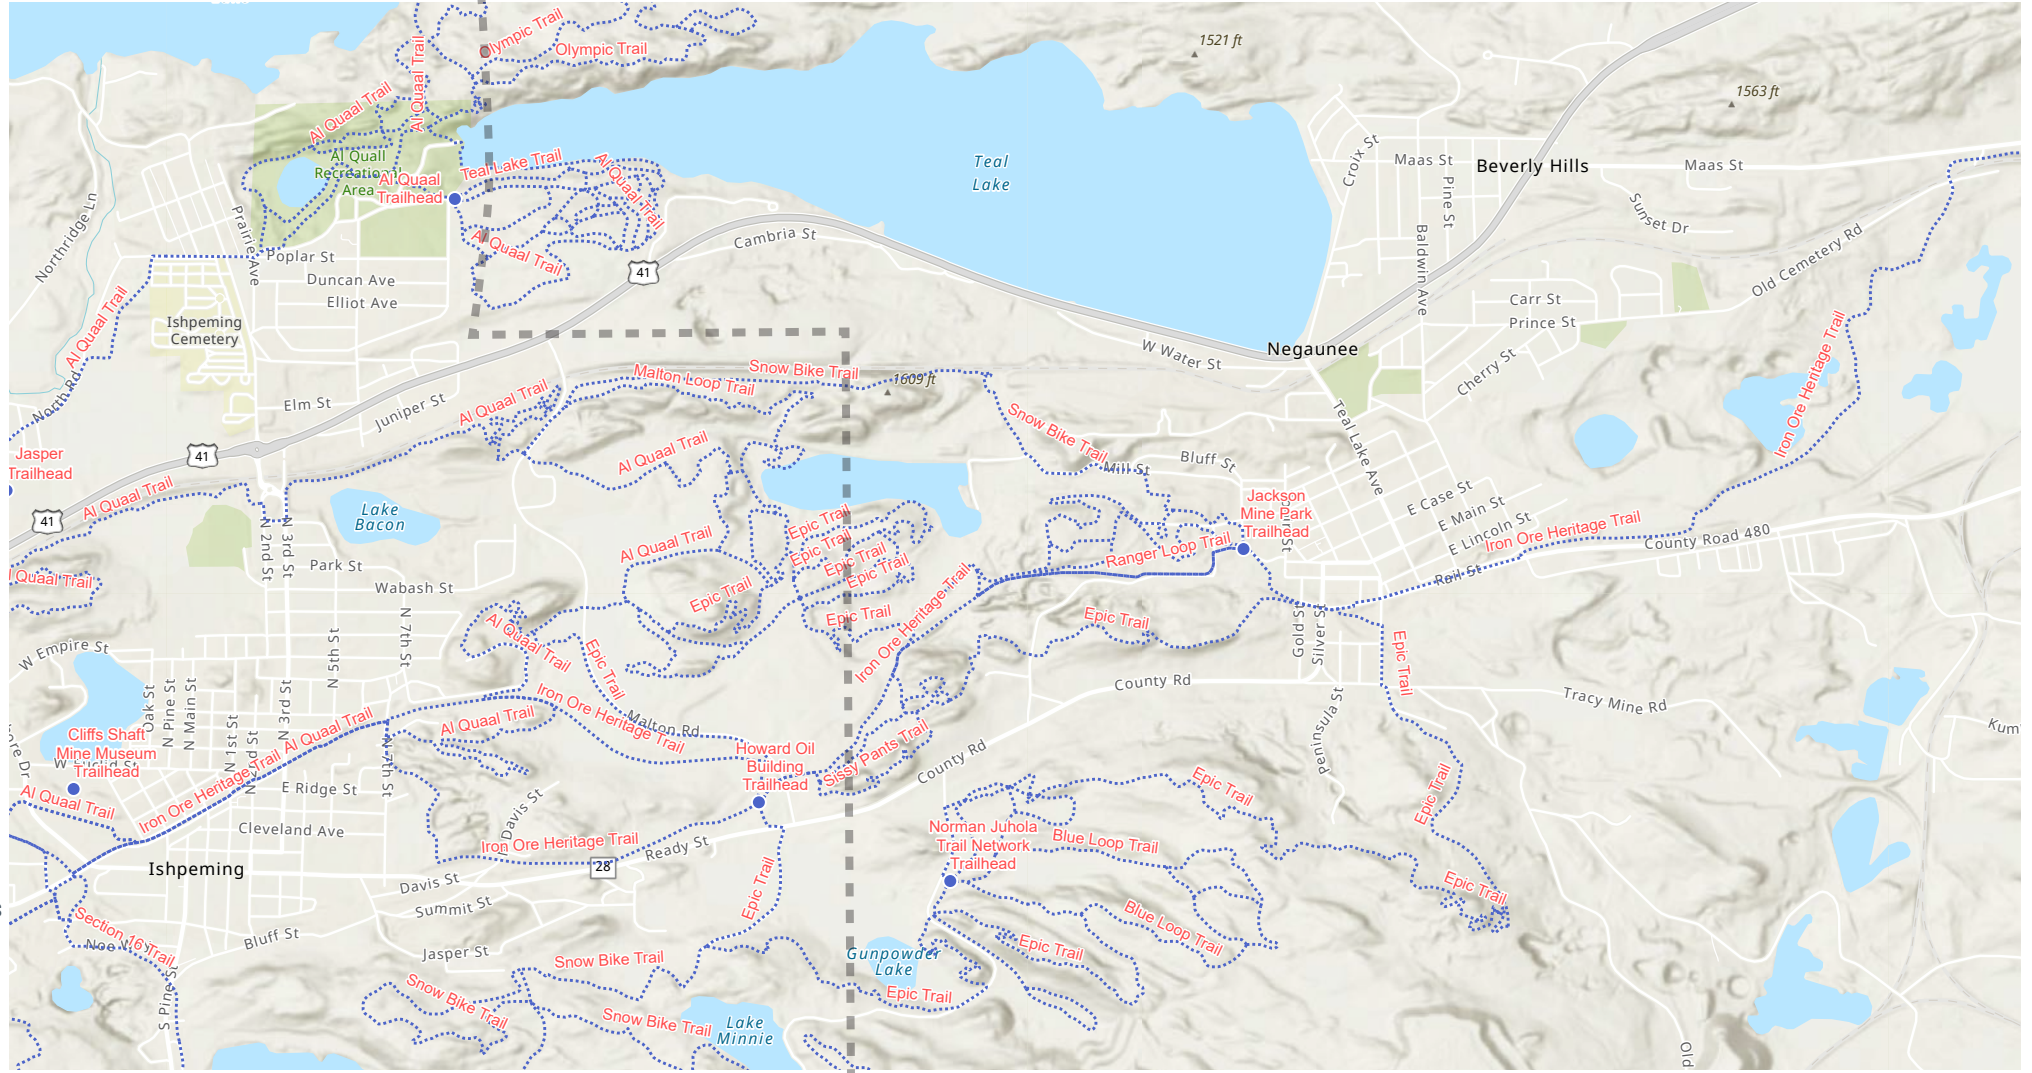 Olympic Trail
Olympic Trail
Al Quaal Trail
Al Quaal Trail
1521 ft
1563 ft
Al Quall
Recreational
Area
Al Quaal
Trailhead
Teal Lake Trail
Al Quaal Trail
Al Quaal Trail
Teal
Lake
Croix St
Maas St
Pine St
Beverly Hills
Maas St
Sunset Dr
Old Cemetery Rd
Baldwin Ave
Northridge Ln
Prairie Ave
Poplar St
Duncan Ave
Elliot Ave
Cambria St
41
Ishpeming
Cemetery
Al Quaal Trail
North Rd
Carr St
Prince St
Cherry St
W Water St
Negaunee
Iron Ore Heritage Trail
Elm St
Juniper St
Al Quaal Trail
Malton Loop Trail
Snow Bike Trail
1609 ft
Snow Bike Trail
Mill St
Bluff St
Teal Lake Ave
Jasper
Trailhead
41
41
Al Quaal Trail
Al Quaal Trail
Lake
Bacon
N 2nd St
N 3rd St
Park St
Wabash St
Al Quaal Trail
Epic Trail
Epic Trail
Epic Trail
Epic Trail
Epic Trail
Epic Trail
Jackson
Mine Park
Trailhead
Ranger Loop Trail
E Case St
E Main St
E Lincoln St
Iron Ore Heritage Trail
County Road 480
Rail St
l Quaal Trail
W Empire St
N 7th St
N 5th St
Al Quaal Trail
Epic Trail
Iron Ore Heritage Trail
Epic Trail
Gold St
Silver St
Epic Trail
County Rd
Tracy Mine Rd
Peninsula St
Oak St
N Pine St
N Main St
N 1st St
N 2nd St
N 3rd St
Cliffs Shaft
Mine Museum
Trailhead
W Euclid St
Al Quaal Trail
Iron Ore Heritage Trail
Al Quaal Trail
Al Quaal Trail
Iron Ore Heritage Trail
Malton Rd
N 7th St
Howard Oil
Building
Trailhead
Sissy Pants Trail
County Rd
E Ridge St
Cleveland Ave
Davis St
Iron Ore Heritage Trail
28
Ready St
Ishpeming
Davis St
Summit St
Epic Trail
Norman Juhola
Trail Network
Trailhead
Blue Loop Trail
Epic Trail
Epic Trail
Epic Trail
Blue Loop Trail
Epic Trail
Section 16 Trail
Bluff St
Jasper St
Snow Bike Trail
Snow Bike Trail
Snow Bike Trail
Gunpowder
Lake
Epic Trail
Lake
Minnie
S Pine St
Old
Kum